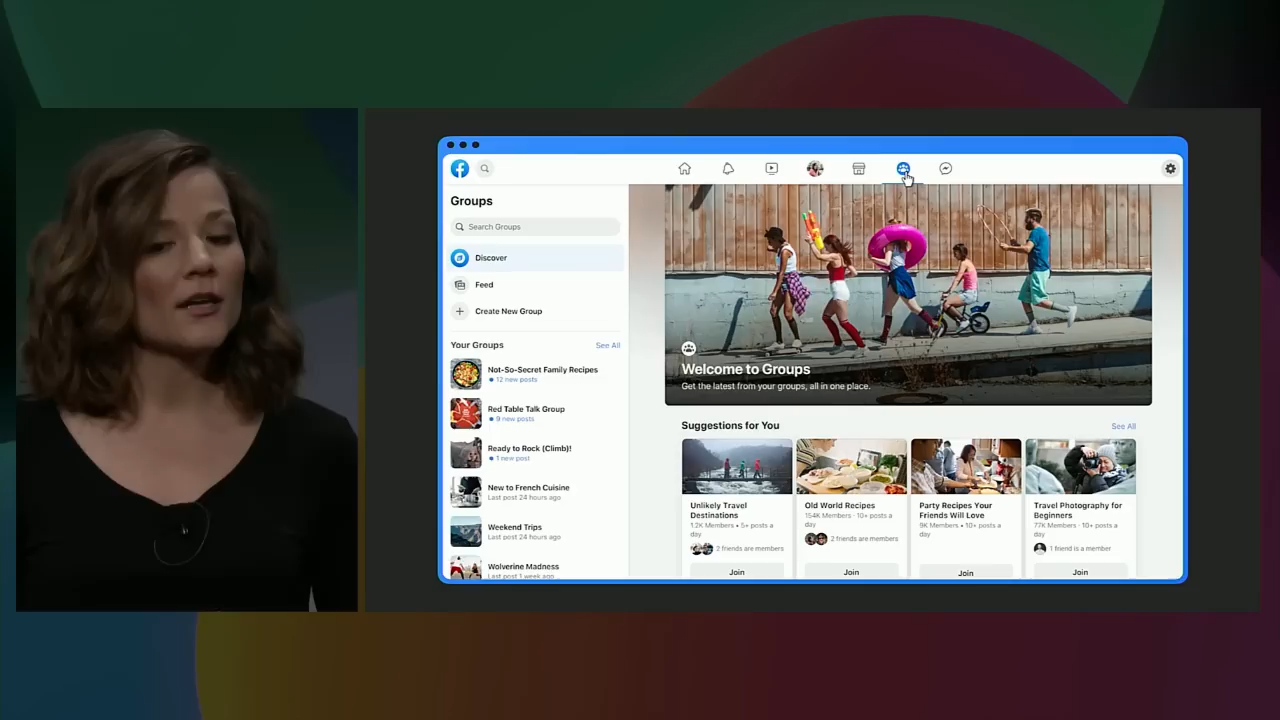 Groups
Search Groups
Discover
Feed
Create New Group
Your Groups
See All
Not-So-Secret Family Recipes
12 new posts
Red Table Talk Group
9 new posts
Ready to Rock (Climb)!
1 new post
New to French Cuisine
Last post 24 hours ago
Weekend Trips
Last post 24 hours ago
Wolverine Madness
Last post 1 week ago
Welcome to Groups
Get the latest from your groups, all in one place.
Suggestions for You
See All
Unlikely Travel
Destinations
1.2K Members • 5+ posts a
day
2 friends are members
Join
Old World Recipes
154K Members · 10+ posts a
day
2 friends are members
Join
Party Recipes Your
Friends Will Love
9K Members • 10+ posts a
day
Join
Travel Photography for
Beginners
77K Members · 10+ posts a
day
1 friend is a member
Join